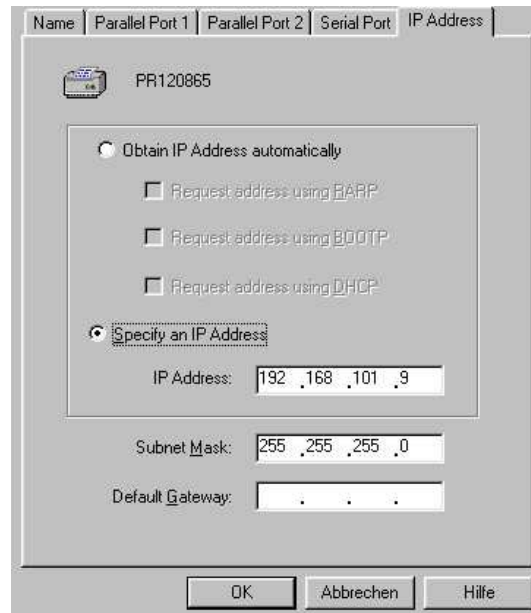 Name Parallel Port 1 Parallel Port 2 Serial Port IP Address
PR120865
Obtain IP Address automatically
Request address using RARP
Request address using BOOTP
Request address using DHCP
Specify an IP Address
IP Address: 192 .168 .101 .9
Subnet Mask: 255 .255 .255 .0
Default Gateway: . . .
OK Abbrechen Hilfe